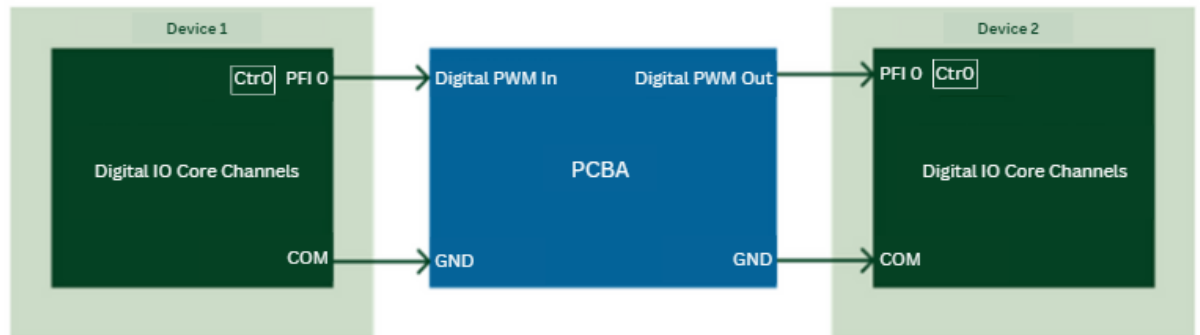 Device 1
Device 2
Ctr0 PFI 0
Digital PWM In
Digital PWM Out
PFI 0 Ctr0
Digital IO Core Channels
PCBA
Digital IO Core Channels
COM
GND
GND
COM